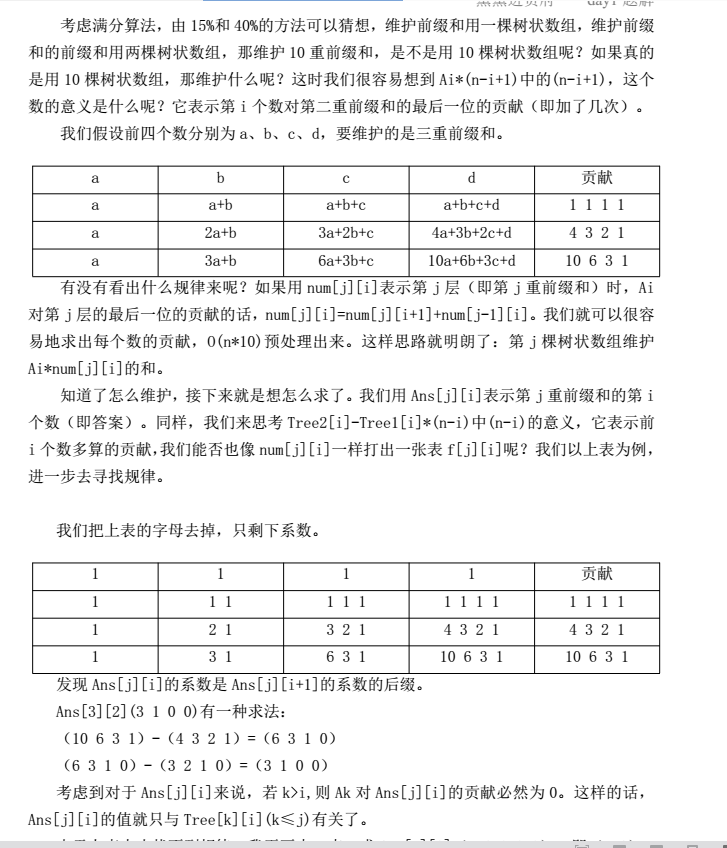 考虑满分算法，由 15%和 40%的方法可以猜想，维护前缀和用一棵树状数组，维护前缀
和的前缀和用两棵树状数组，那维护 10 重前缀和，是不是用 10 棵树状数组呢？如果真的
是用 10 棵树状数组，那维护什么呢？这时我们很容易想到 Ai*(n-i+1)中的(n-i+1)，这个
数的意义是什么呢？它表示第 i 个数对第二重前缀和的最后一位的贡献（即加了几次）。
我们假设前四个数分别为 a、b、c、d，要维护的是三重前缀和。
a b c d 贡献
a a+b a+b+c a+b+c+d 1 1 1 1
a 2a+b 3a+2b+c 4a+3b+2c+d 4 3 2 1
a 3a+b 6a+3b+c 10a+6b+3c+d 10 6 3 1
有没有看出什么规律来呢？如果用 num[j][i]表示第 j 层（即第 j 重前缀和）时，Ai
对第 j 层的最后一位的贡献的话，num[j][i]=num[j][i+1]+num[j-1][i]。我们就可以很容
易地求出每个数的贡献，O(n*10)预处理出来。这样思路就明朗了：第 j 棵树状数组维护
Ai*num[j][i]的和。
知道了怎么维护，接下来就是想怎么求了。我们用 Ans[j][i]表示第 j 重前缀和的第 i
个数（即答案）。同样，我们来思考 Tree2[i]-Tree1[i]*(n-i)中(n-i)的意义，它表示前
i 个数多算的贡献，我们能否也像 num[j][i]一样打出一张表 f[j][i]呢？我们以上表为例，
进一步去寻找规律。
我们把上表的字母去掉，只剩下系数。
1 1 1 1 贡献
1 1 1 1 1 1 1 1 1 1 1 1 1 1
1 2 1 3 2 1 4 3 2 1 4 3 2 1
1 3 1 6 3 1 10 6 3 1 10 6 3 1
发现 Ans[j][i]的系数是 Ans[j][i+1]的系数的后缀。
Ans[3][2](3 1 0 0)有一种求法：
（10 6 3 1）-（4 3 2 1）=（6 3 1 0）
（6 3 1 0）-（3 2 1 0）=（3 1 0 0）
考虑到对于 Ans[j][i]来说，若 k>i,则 Ak 对 Ans[j][i]的贡献必然为 0。这样的话，
Ans[j][i]的值就只与 Tree[k][i](k≤j)有关了。